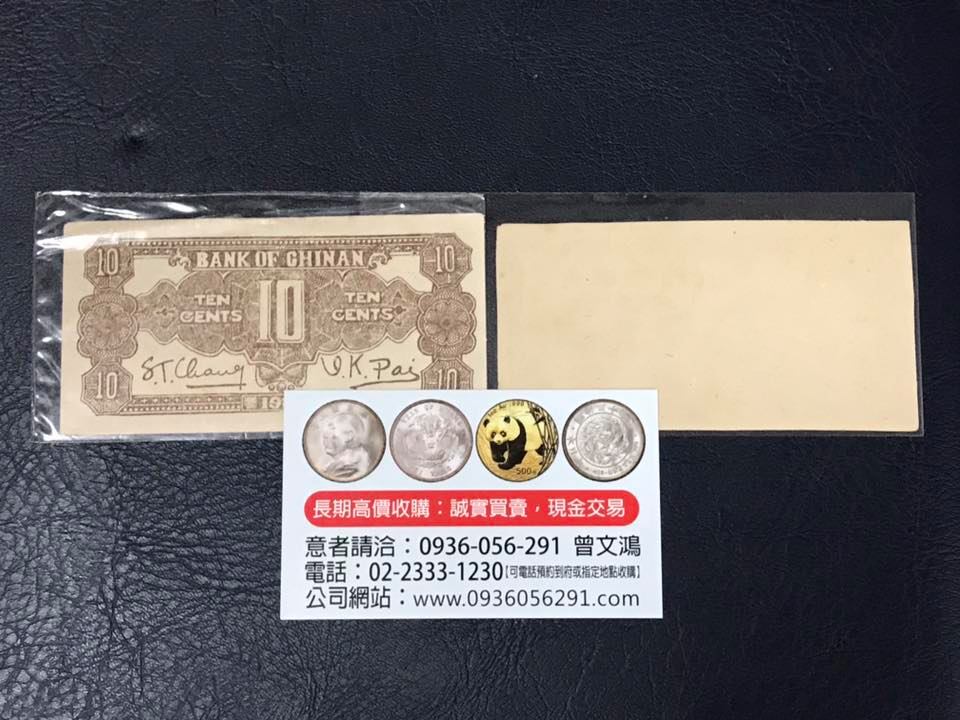 10 BANK OF CHINAN 10
TEN CENTS 10 TEN CENTS
S.T. Chang V.K. Pai
10 19 10
500
長期高價收購：誠實買賣，現金交易
意者請洽：0936-056-291 曾文鴻
電話：02-2333-1230【可電話預約到府或指定地點收購】
公司網站：www.0936056291.com